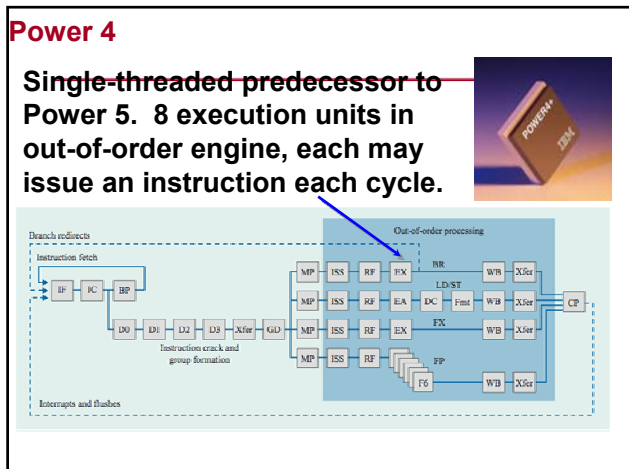 Power 4
Single-threaded predecessor to
Power 5. 8 execution units in
out-of-order engine, each may
issue an instruction each cycle.
POWER4+
IBM
Out-of-order processing
Branch redirects
Instruction fetch
IF IC BP
MP ISS RF EX BR WB Xfer
LD/ST
MP ISS RF EA DC Fmt WB Xfer CP
D0 D1 D2 D3 Xfer GD MP ISS RF EX FX WB Xfer
Instruction crack and
group formation
MP ISS RF FP
F6 WB Xfer
Interrupts and flushes